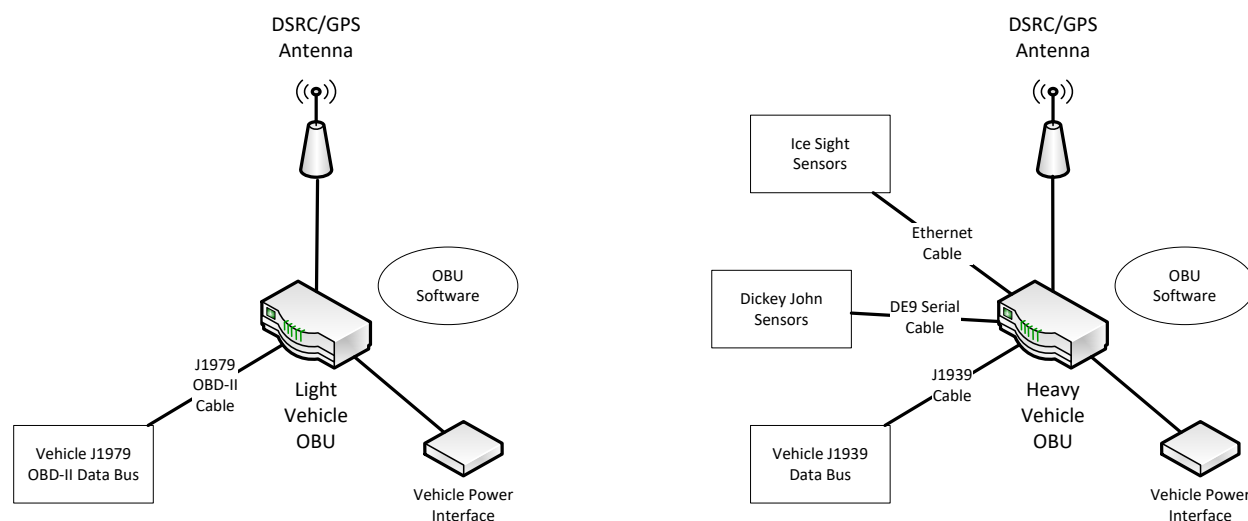 DSRC/GPS
Antenna
OBU
Software
J1979
OBD-II
Cable
Light
Vehicle
OBU
Vehicle J1979
OBD-II Data Bus
Vehicle Power
Interface
DSRC/GPS
Antenna
Ice Sight
Sensors
Ethernet
Cable
OBU
Software
Dickey John
Sensors
DE9 Serial
Cable
J1939
Cable
Heavy
Vehicle
OBU
Vehicle J1939
Data Bus
Vehicle Power
Interface